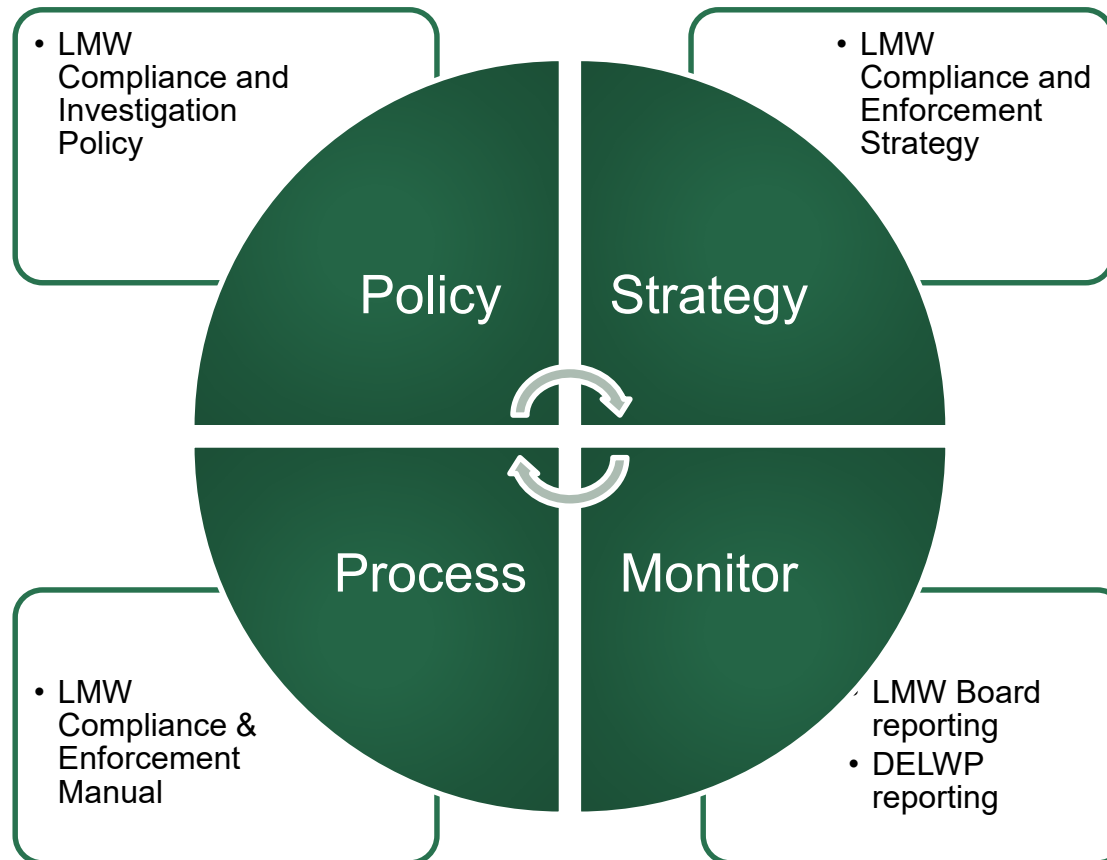 • LMW
Compliance and
Investigation
Policy
• LMW
Compliance and
Enforcement
Strategy
Policy
Strategy
Process
Monitor
• LMW
Compliance &
Enforcement
Manual
• LMW Board
reporting
• DELWP
reporting